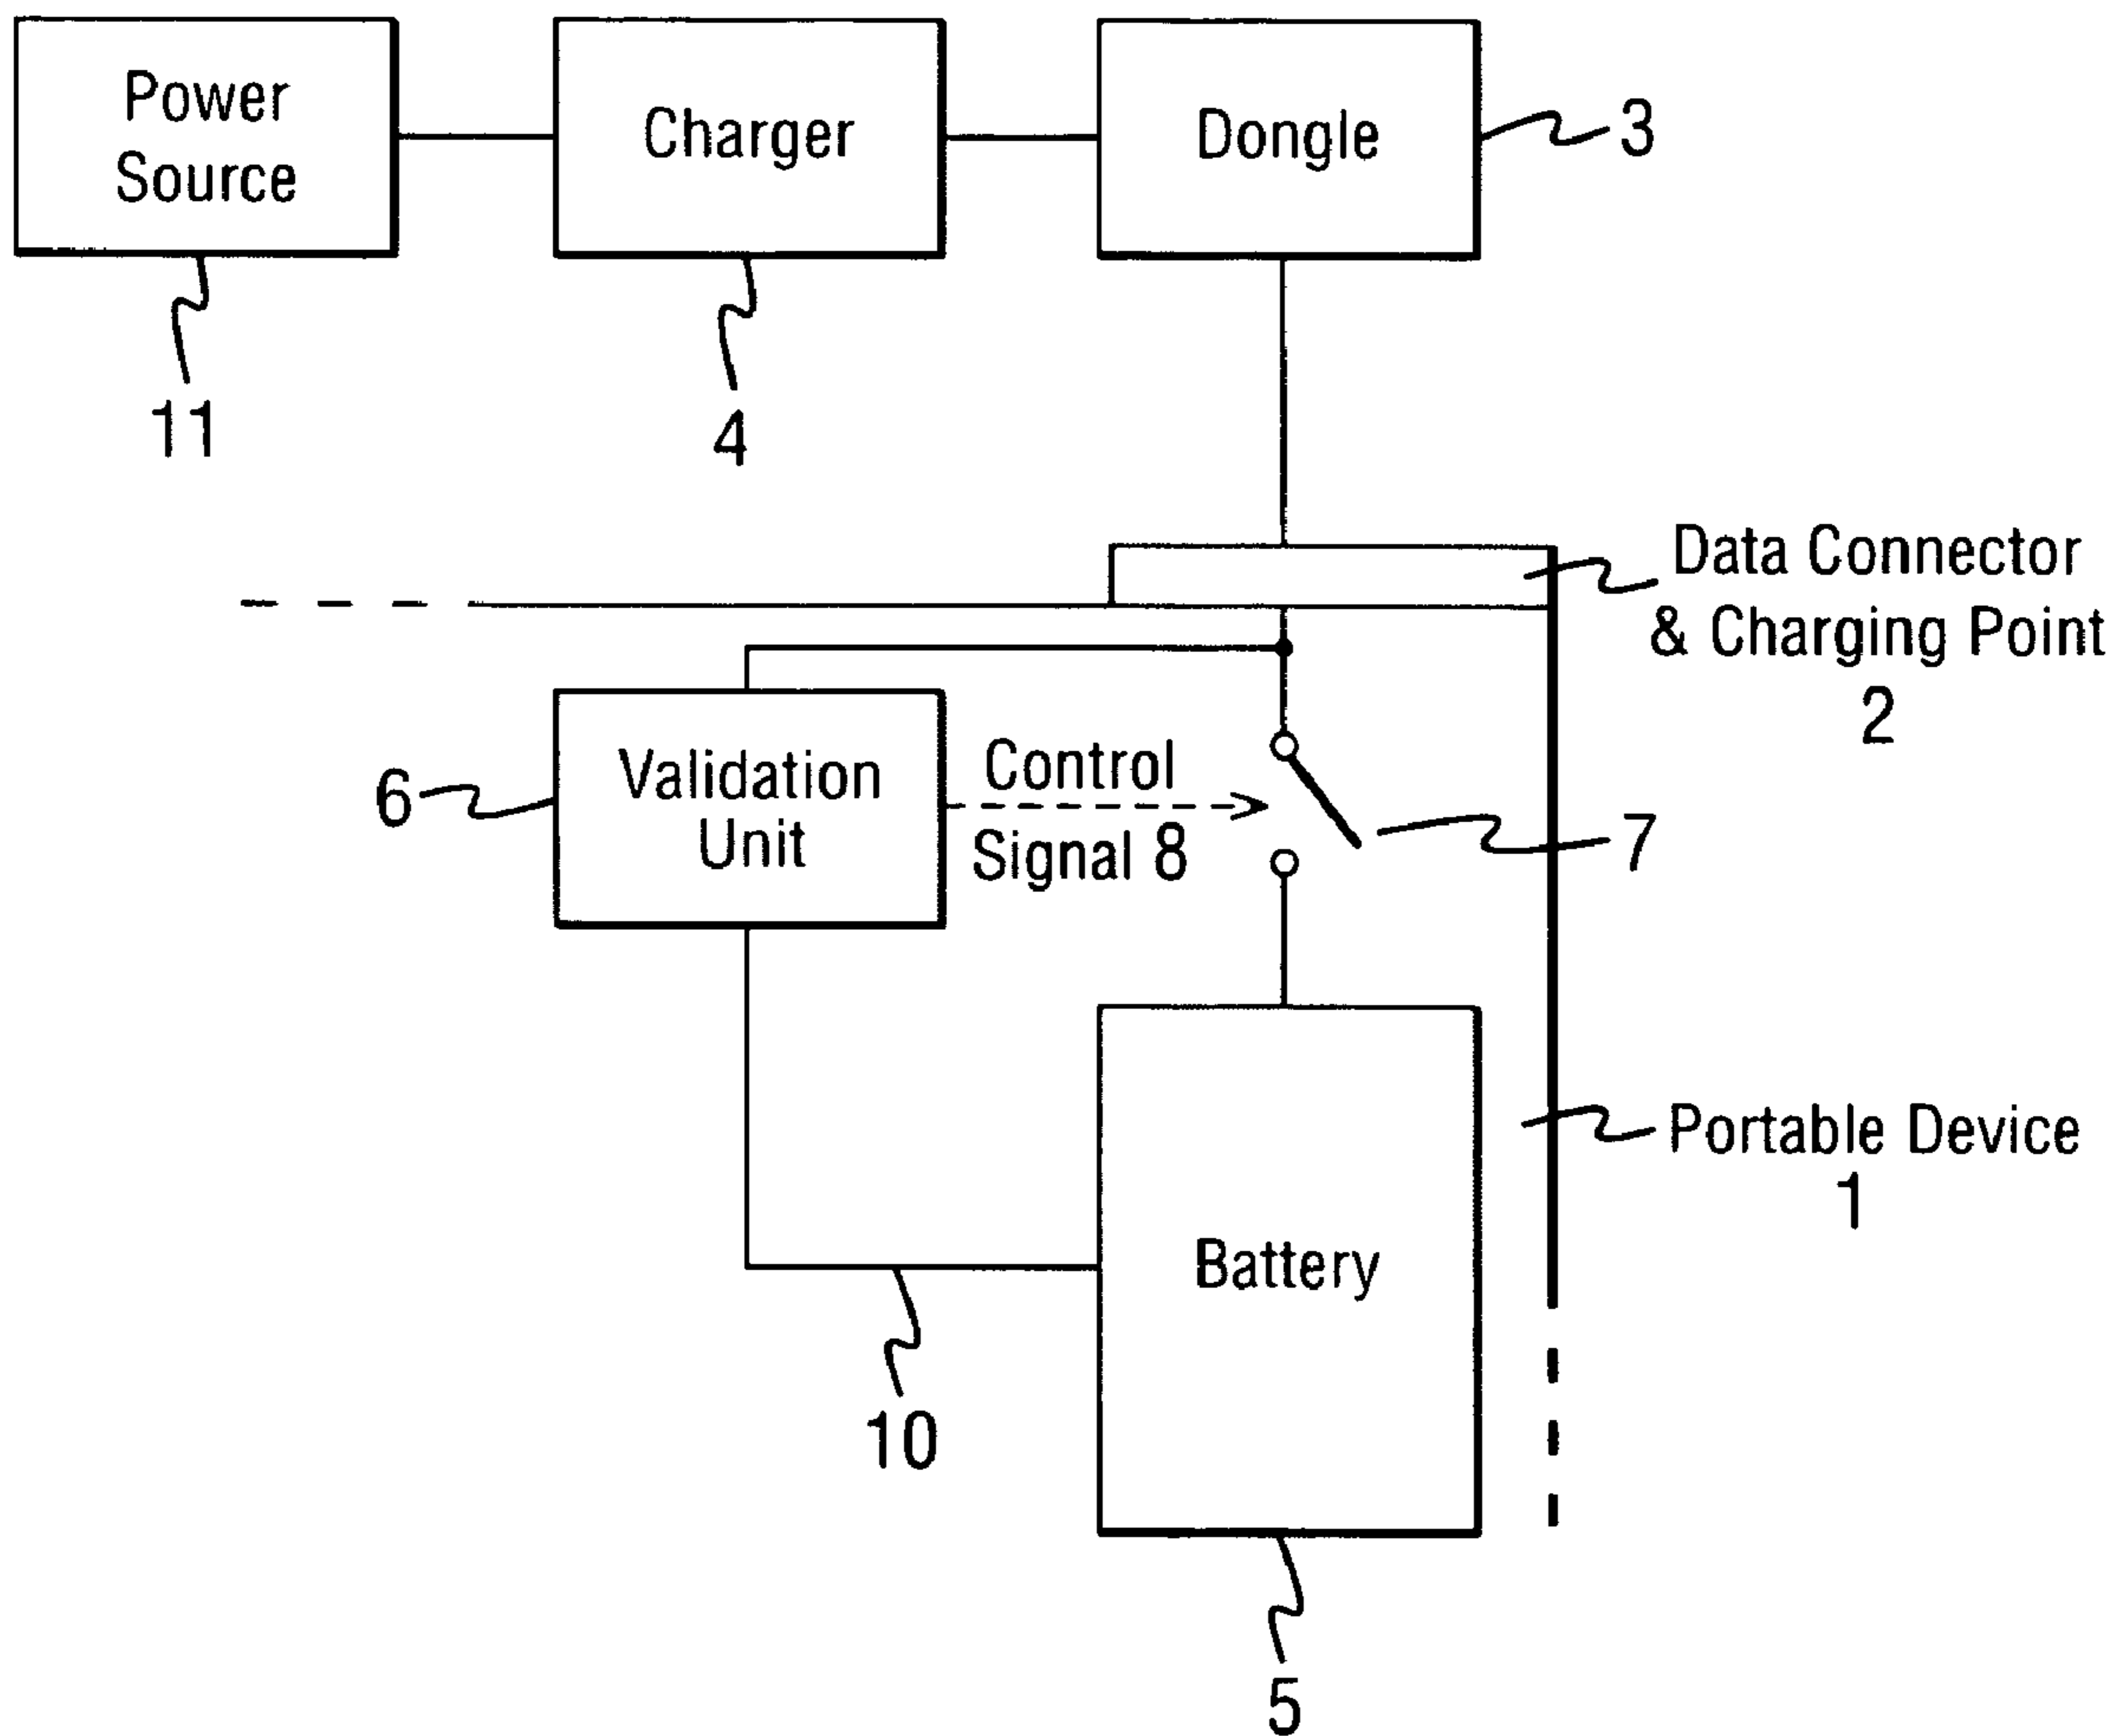 Power
Source
Charger
Dongle
3
11
4
Data Connector
& Charging Point
2
Validation
Unit
6
Control
Signal 8
7
Portable Device
1
Battery
10
5